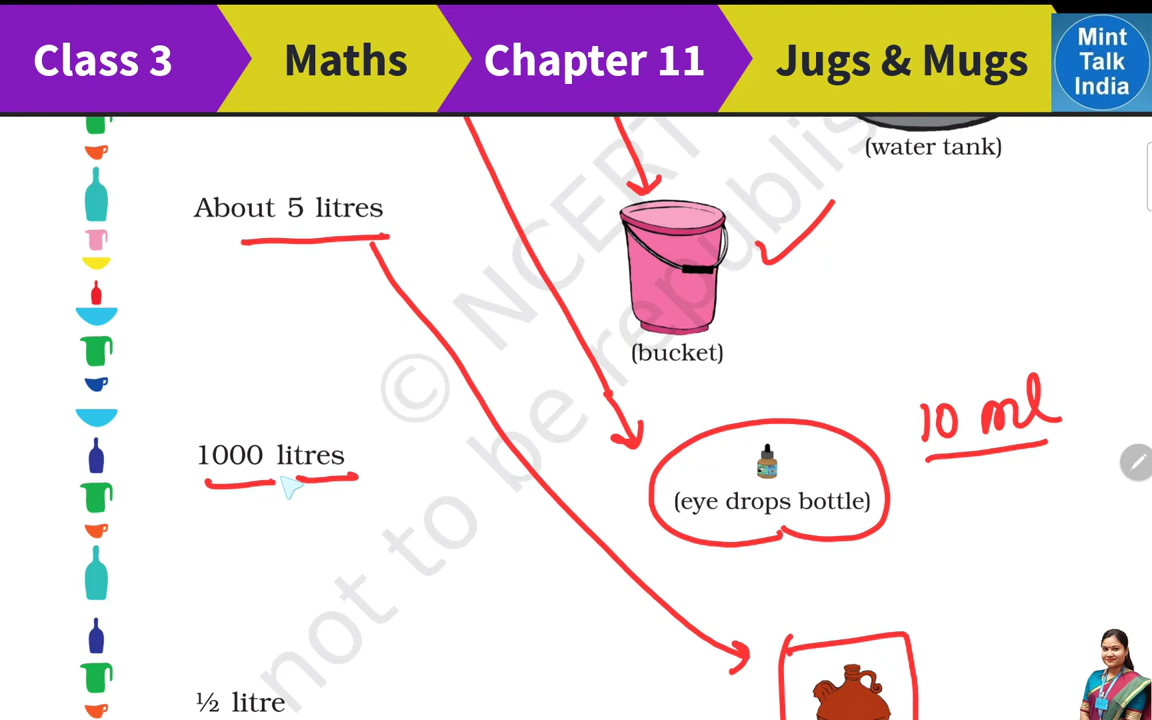 Class 3
Maths
Chapter 11
Jugs & Mugs
Mint
Talk
India
(water tank)
About 5 litres
(bucket)
10 ml
1000 litres
(eye drops bottle)
½ litre
© NCERT
not to be republis